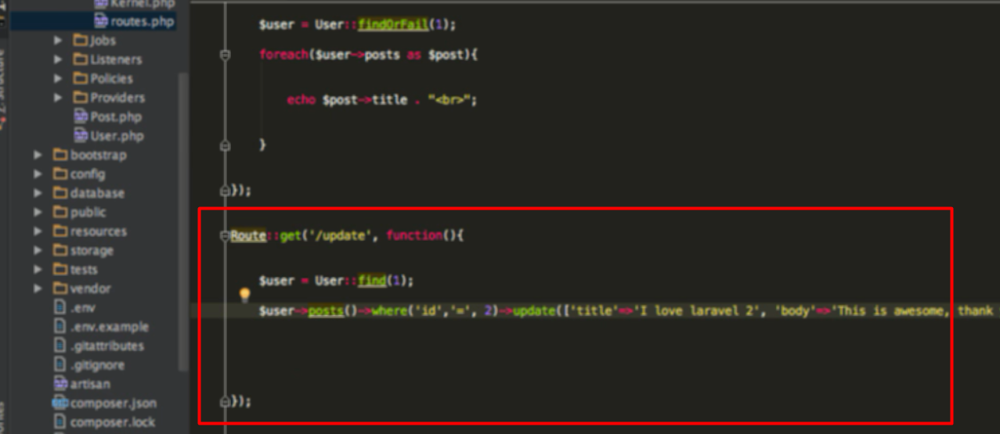 Kernel.php
routes.php
Jobs
Listeners
Policies
Providers
Post.php
User.php
bootstrap
config
database
public
resources
storage
tests
vendor
.env
.env.example
.gitattributes
.gitignore
artisan
composer.json
composer.lock
$user = User::findOrFail(1);
foreach($user->posts as $post){
echo $post->title . "<br>";
}
});
Route::get('/update', function(){
$user = User::find(1);
$user->posts()->where('id','=', 2)->update(['title'=>'I love laravel 2', 'body'=>'This is awesome, thank
});